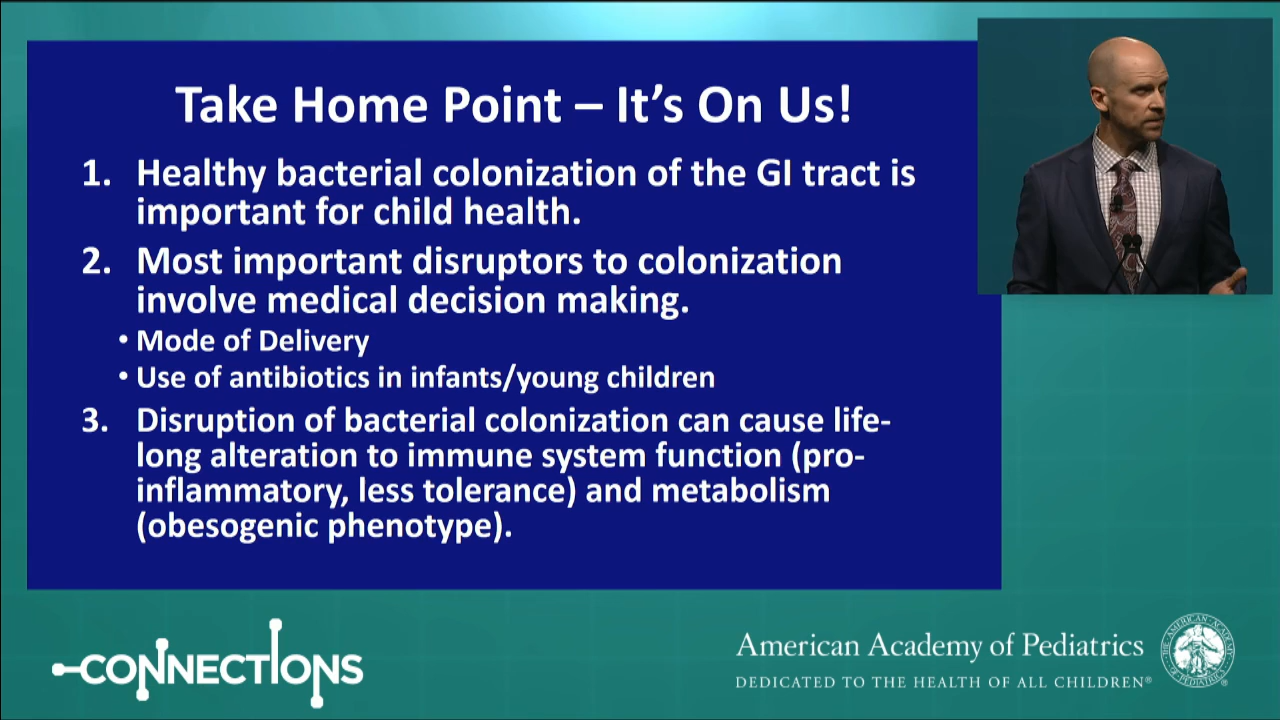 Take Home Point – It's On Us!
1. Healthy bacterial colonization of the GI tract is
important for child health.
2. Most important disruptors to colonization
involve medical decision making.
• Mode of Delivery
• Use of antibiotics in infants/young children
3. Disruption of bacterial colonization can cause life-
long alteration to immune system function (pro-
inflammatory, less tolerance) and metabolism
(obesogenic phenotype).
CONNECTIONS
American Academy of Pediatrics
DEDICATED TO THE HEALTH OF ALL CHILDREN®